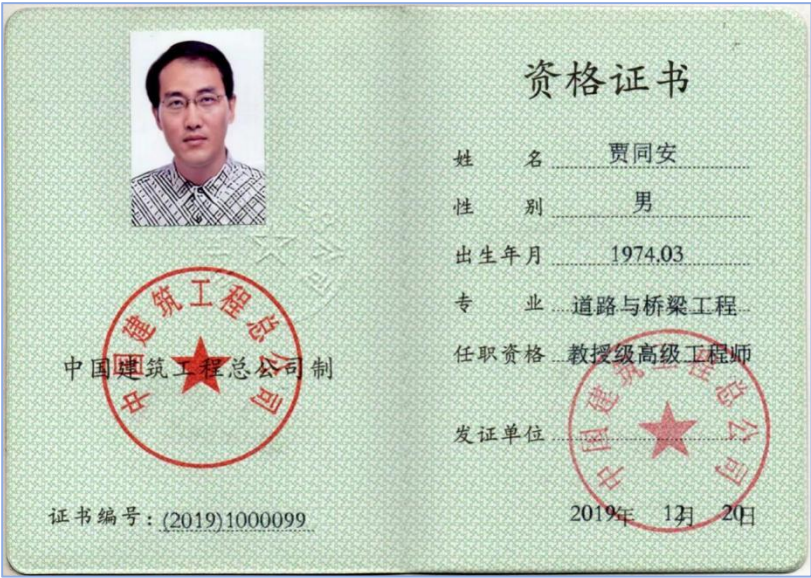 中国建筑工程总公司
中国建筑工程总公司制
证书编号：(2019)1000099
资格证书
姓 名 贾同安
性 别 男
出生年月 1974.03
专 业 道路与桥梁工程
任职资格 教授级高级工程师
发证单位
中国建筑工程总公司
2019年 12月 20日